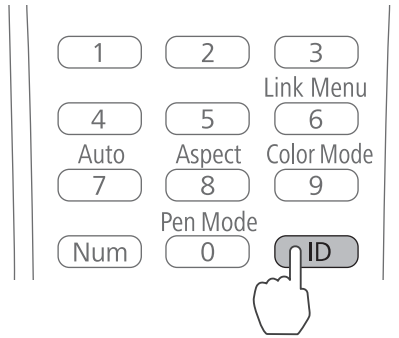 1 2 3
Link Menu
4 5 6
Auto Aspect Color Mode
7 8 9
Pen Mode
Num 0 ID